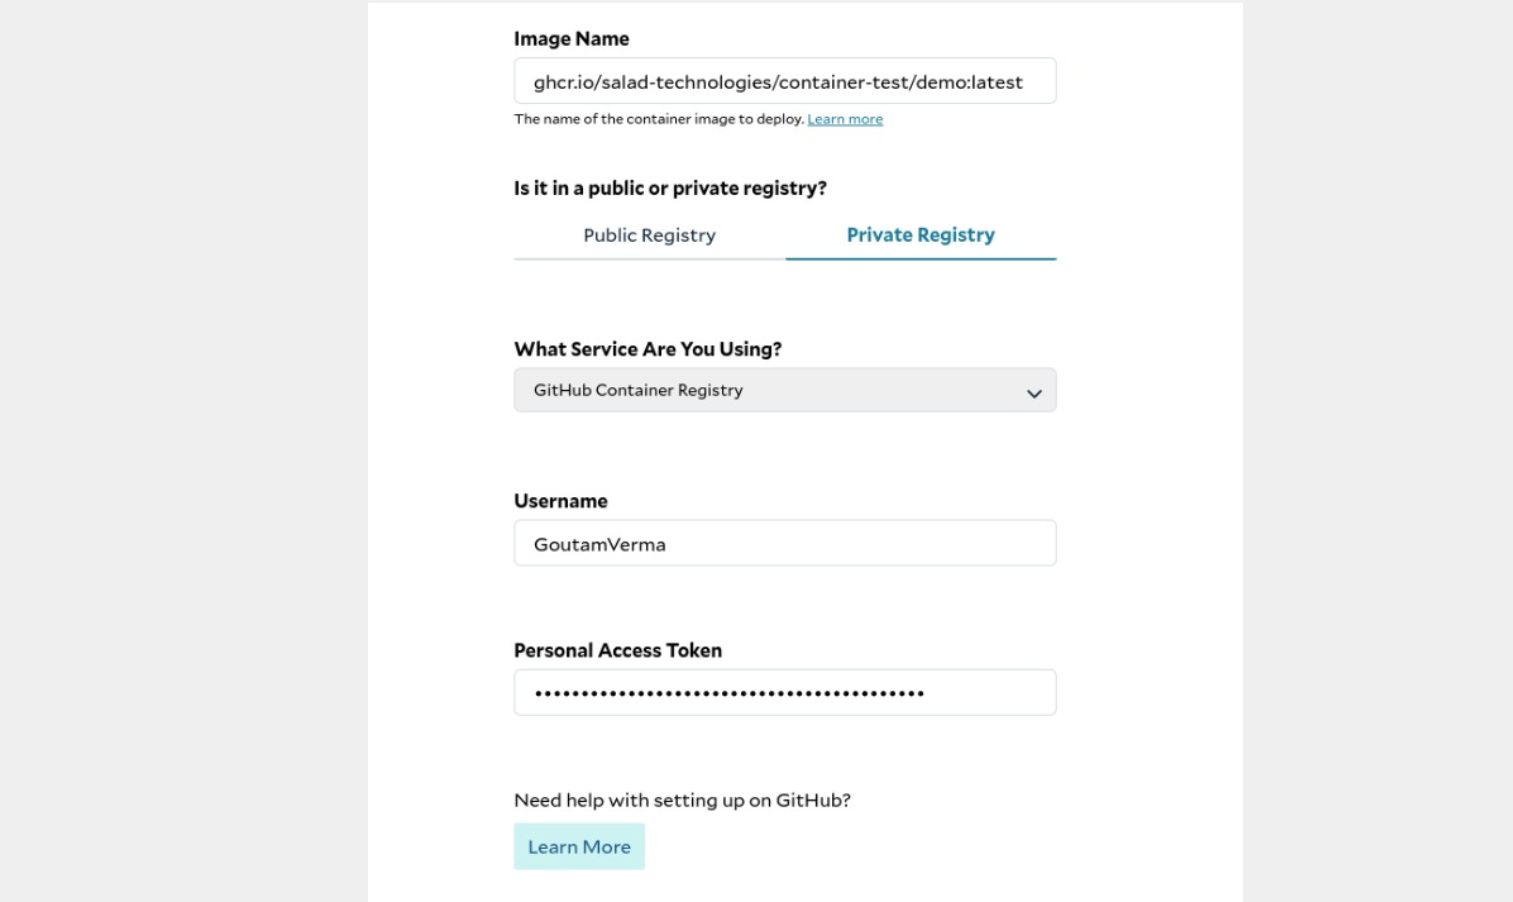 Image Name
ghcr.io/salad-technologies/container-test/demo:latest
The name of the container image to deploy. Learn more
Is it in a public or private registry?
Public Registry Private Registry
What Service Are You Using?
GitHub Container Registry
Username
GoutamVerma
Personal Access Token
••••••••••••••••••••••••••••••••••••••••••
Need help with setting up on GitHub?
Learn More